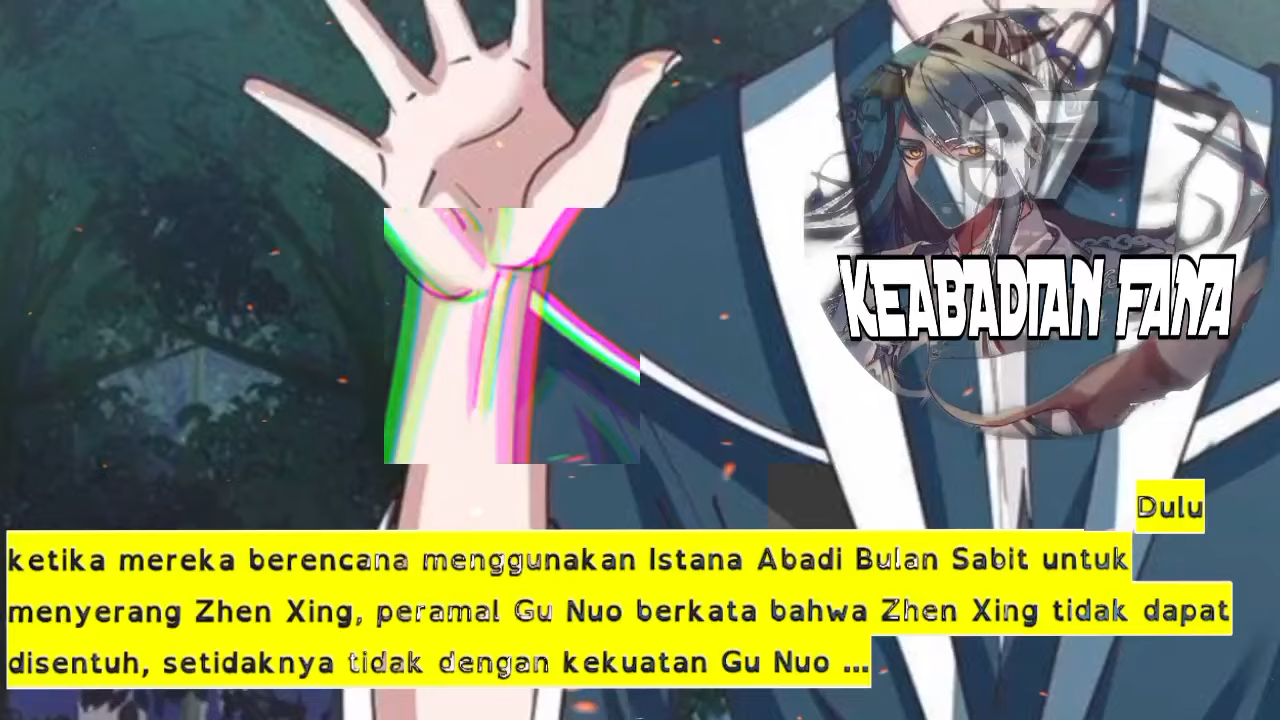 87
KEABADIAN FANA
Dulu
ketika mereka berencana menggunakan Istana Abadi Bulan Sabit untuk
menyerang Zhen Xing, peramal Gu Nuo berkata bahwa Zhen Xing tidak dapat
disentuh, setidaknya tidak dengan kekuatan Gu Nuo ...